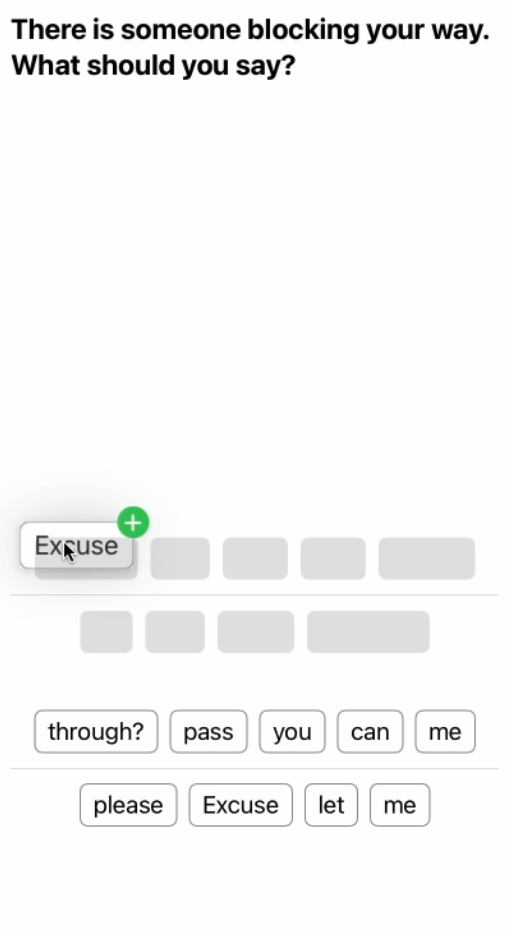 There is someone blocking your way.
What should you say?
Excuse
through? pass you can me
please Excuse let me